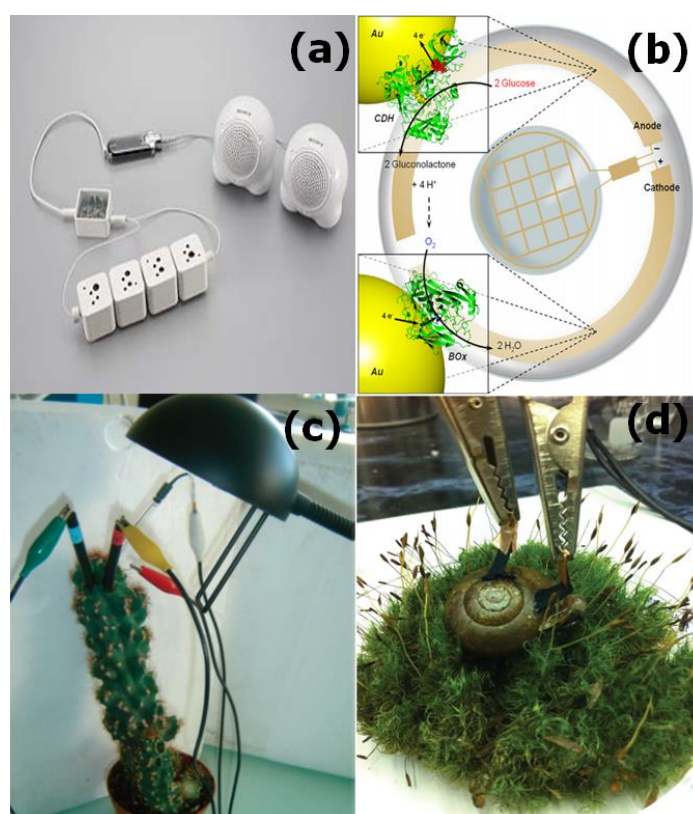 (a)
(b)
Au
4 e⁻
2 Glucose
CDH
2 Gluconolactone
+ 4 H⁺
O₂
Anode
–
+
Cathode
4 e⁻
BOx
2 H₂O
Au
(c)
(d)